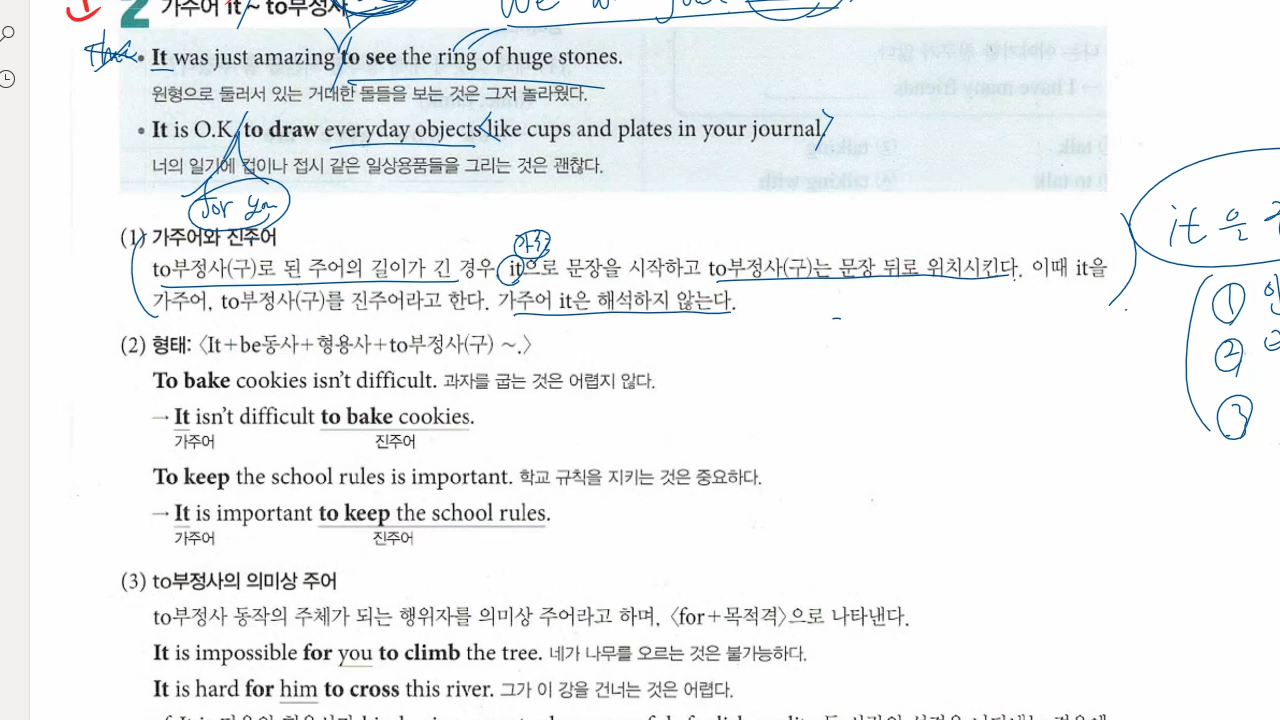 2 가주어 it ~ to부정사
• It was just amazing to see the ring of huge stones.
원형으로 둘러서 있는 거대한 돌들을 보는 것은 그저 놀라웠다.
• It is O.K. to draw everyday objects like cups and plates in your journal.
너의 일기에 컵이나 접시 같은 일상용품들을 그리는 것은 괜찮다.
for you
(1) 가주어와 진주어
to부정사(구)로 된 주어의 길이가 긴 경우 it으로 문장을 시작하고 to부정사(구)는 문장 뒤로 위치시킨다. 이때 it을
가주어, to부정사(구)를 진주어라고 한다. 가주어 it은 해석하지 않는다.
it 은
①
②
③
(2) 형태: 〈It+be동사+형용사+to부정사(구) ~.〉
To bake cookies isn't difficult. 과자를 굽는 것은 어렵지 않다.
→ It isn't difficult to bake cookies.
가주어 진주어
To keep the school rules is important. 학교 규칙을 지키는 것은 중요하다.
→ It is important to keep the school rules.
가주어 진주어
(3) to부정사의 의미상 주어
to부정사 동작의 주체가 되는 행위자를 의미상 주어라고 하며, 〈for+목적격〉으로 나타낸다.
It is impossible for you to climb the tree. 네가 나무를 오르는 것은 불가능하다.
It is hard for him to cross this river. 그가 이 강을 건너는 것은 어렵다.